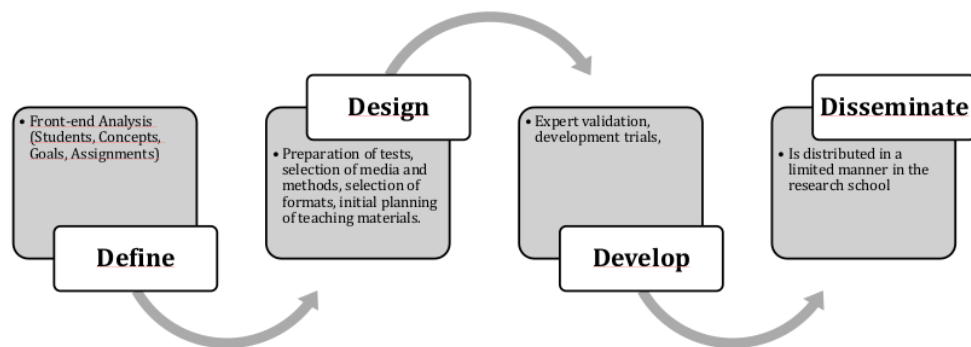 • Front-end Analysis
(Students, Concepts,
Goals, Assignments)
Define
Design
• Preparation of tests,
selection of media and
methods, selection of
formats, initial planning
of teaching materials.
• Expert validation,
development trials,
Develop
Disseminate
• Is distributed in a
limited manner in the
research school